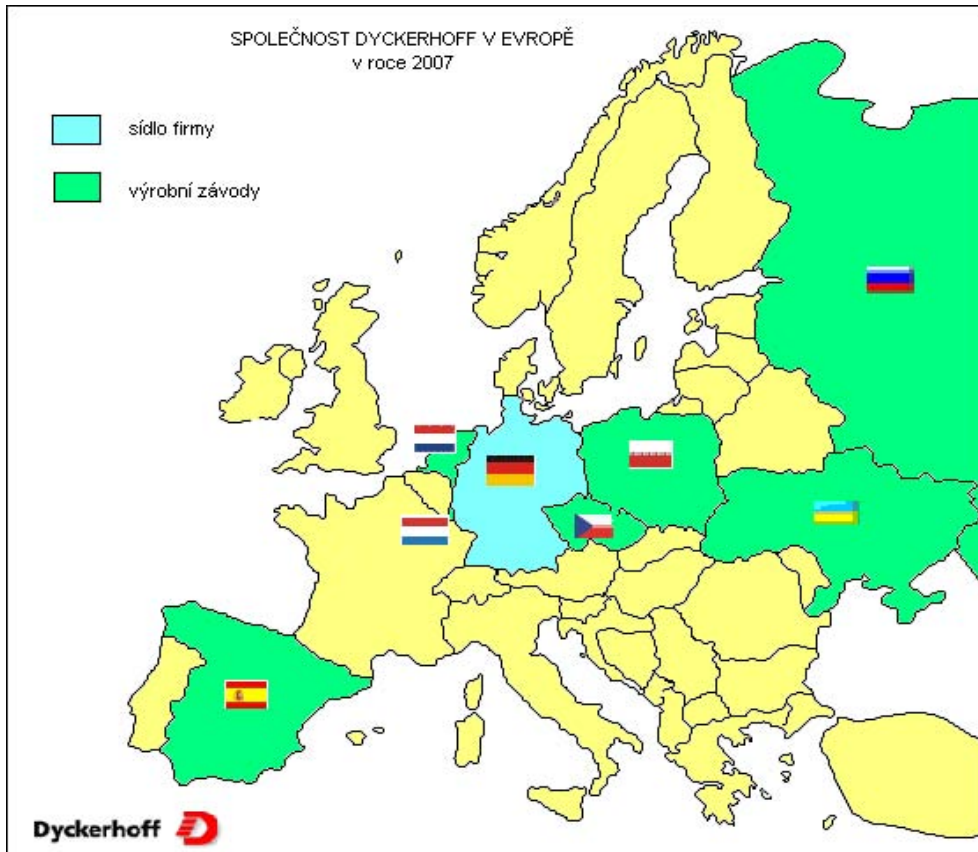 SPOLEČNOST DYCKERHOFF V EVROPĚ
v roce 2007
sídlo firmy
výrobní závody
Dyckerhoff